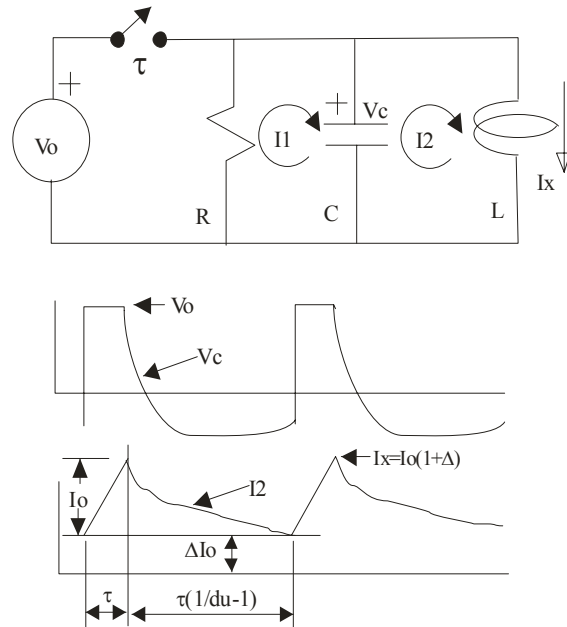 τ
+
Vo
I1
+
Vc
I2
Ix
R
C
L
Vo
Vc
Ix=Io(1+Δ)
Io
I2
ΔIo
τ
τ(1/du-1)